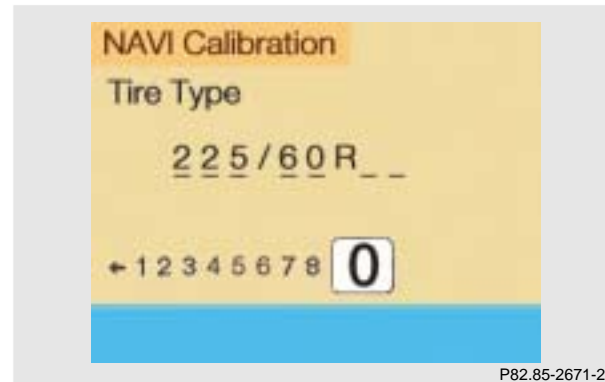 NAVI Calibration
Tire Type
225/60R_ _
←12345678 0
P82.85-2671-2